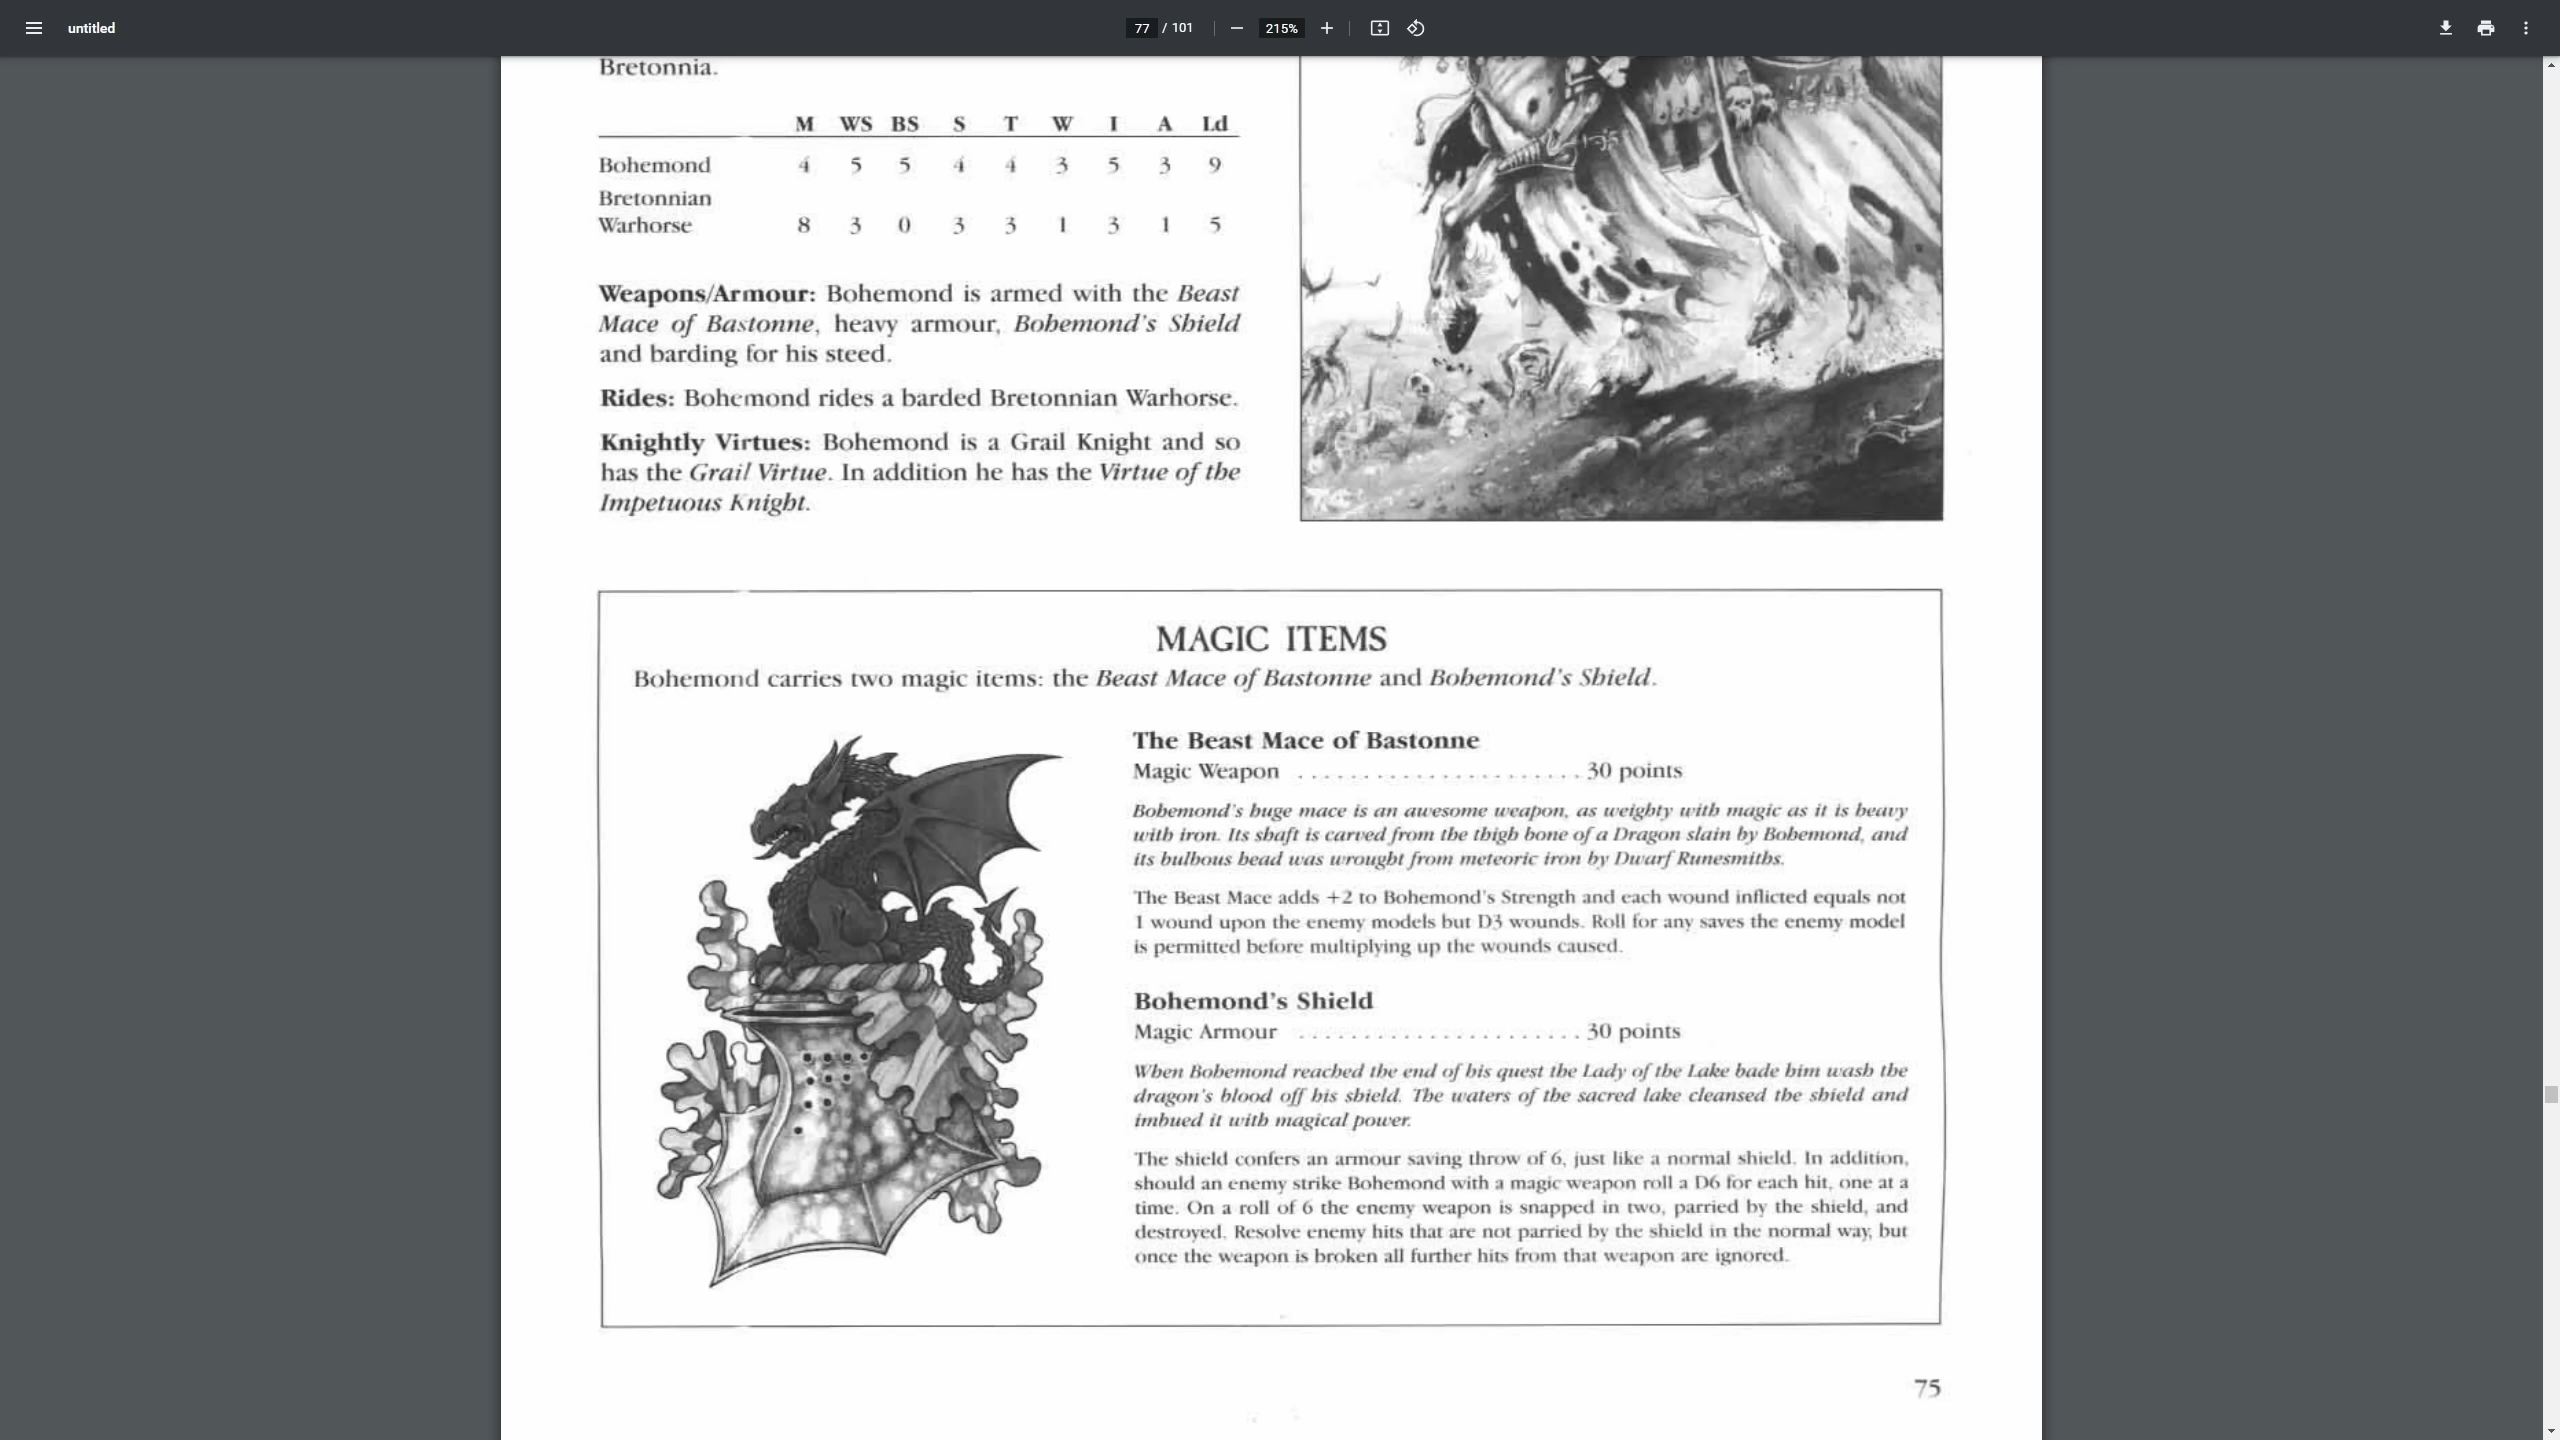 untitled
77 / 101
215%
Bretonnia.
M WS BS S T W I A Ld
Bohemond 4 5 5 4 4 3 5 3 9
Bretonnian
Warhorse 8 3 0 3 3 1 3 1 5
Weapons/Armour: Bohemond is armed with the Beast
Mace of Bastonne, heavy armour, Bohemond's Shield
and barding for his steed.
Rides: Bohemond rides a barded Bretonnian Warhorse.
Knightly Virtues: Bohemond is a Grail Knight and so
has the Grail Virtue. In addition he has the Virtue of the
Impetuous Knight.
MAGIC ITEMS
Bohemond carries two magic items: the Beast Mace of Bastonne and Bohemond's Shield.
The Beast Mace of Bastonne
Magic Weapon ...................... 30 points
Bohemond's huge mace is an awesome weapon, as weighty with magic as it is heavy
with iron. Its shaft is carved from the thigh bone of a Dragon slain by Bohemond, and
its bulbous head was wrought from meteoric iron by Dwarf Runesmiths.
The Beast Mace adds +2 to Bohemond's Strength and each wound inflicted equals not
1 wound upon the enemy models but D3 wounds. Roll for any saves the enemy model
is permitted before multiplying up the wounds caused.
Bohemond's Shield
Magic Armour ...................... 30 points
When Bohemond reached the end of his quest the Lady of the Lake bade him wash the
dragon's blood off his shield. The waters of the sacred lake cleansed the shield and
imbued it with magical power.
The shield confers an armour saving throw of 6, just like a normal shield. In addition,
should an enemy strike Bohemond with a magic weapon roll a D6 for each hit, one at a
time. On a roll of 6 the enemy weapon is snapped in two, parried by the shield, and
destroyed. Resolve enemy hits that are not parried by the shield in the normal way, but
once the weapon is broken all further hits from that weapon are ignored.
75